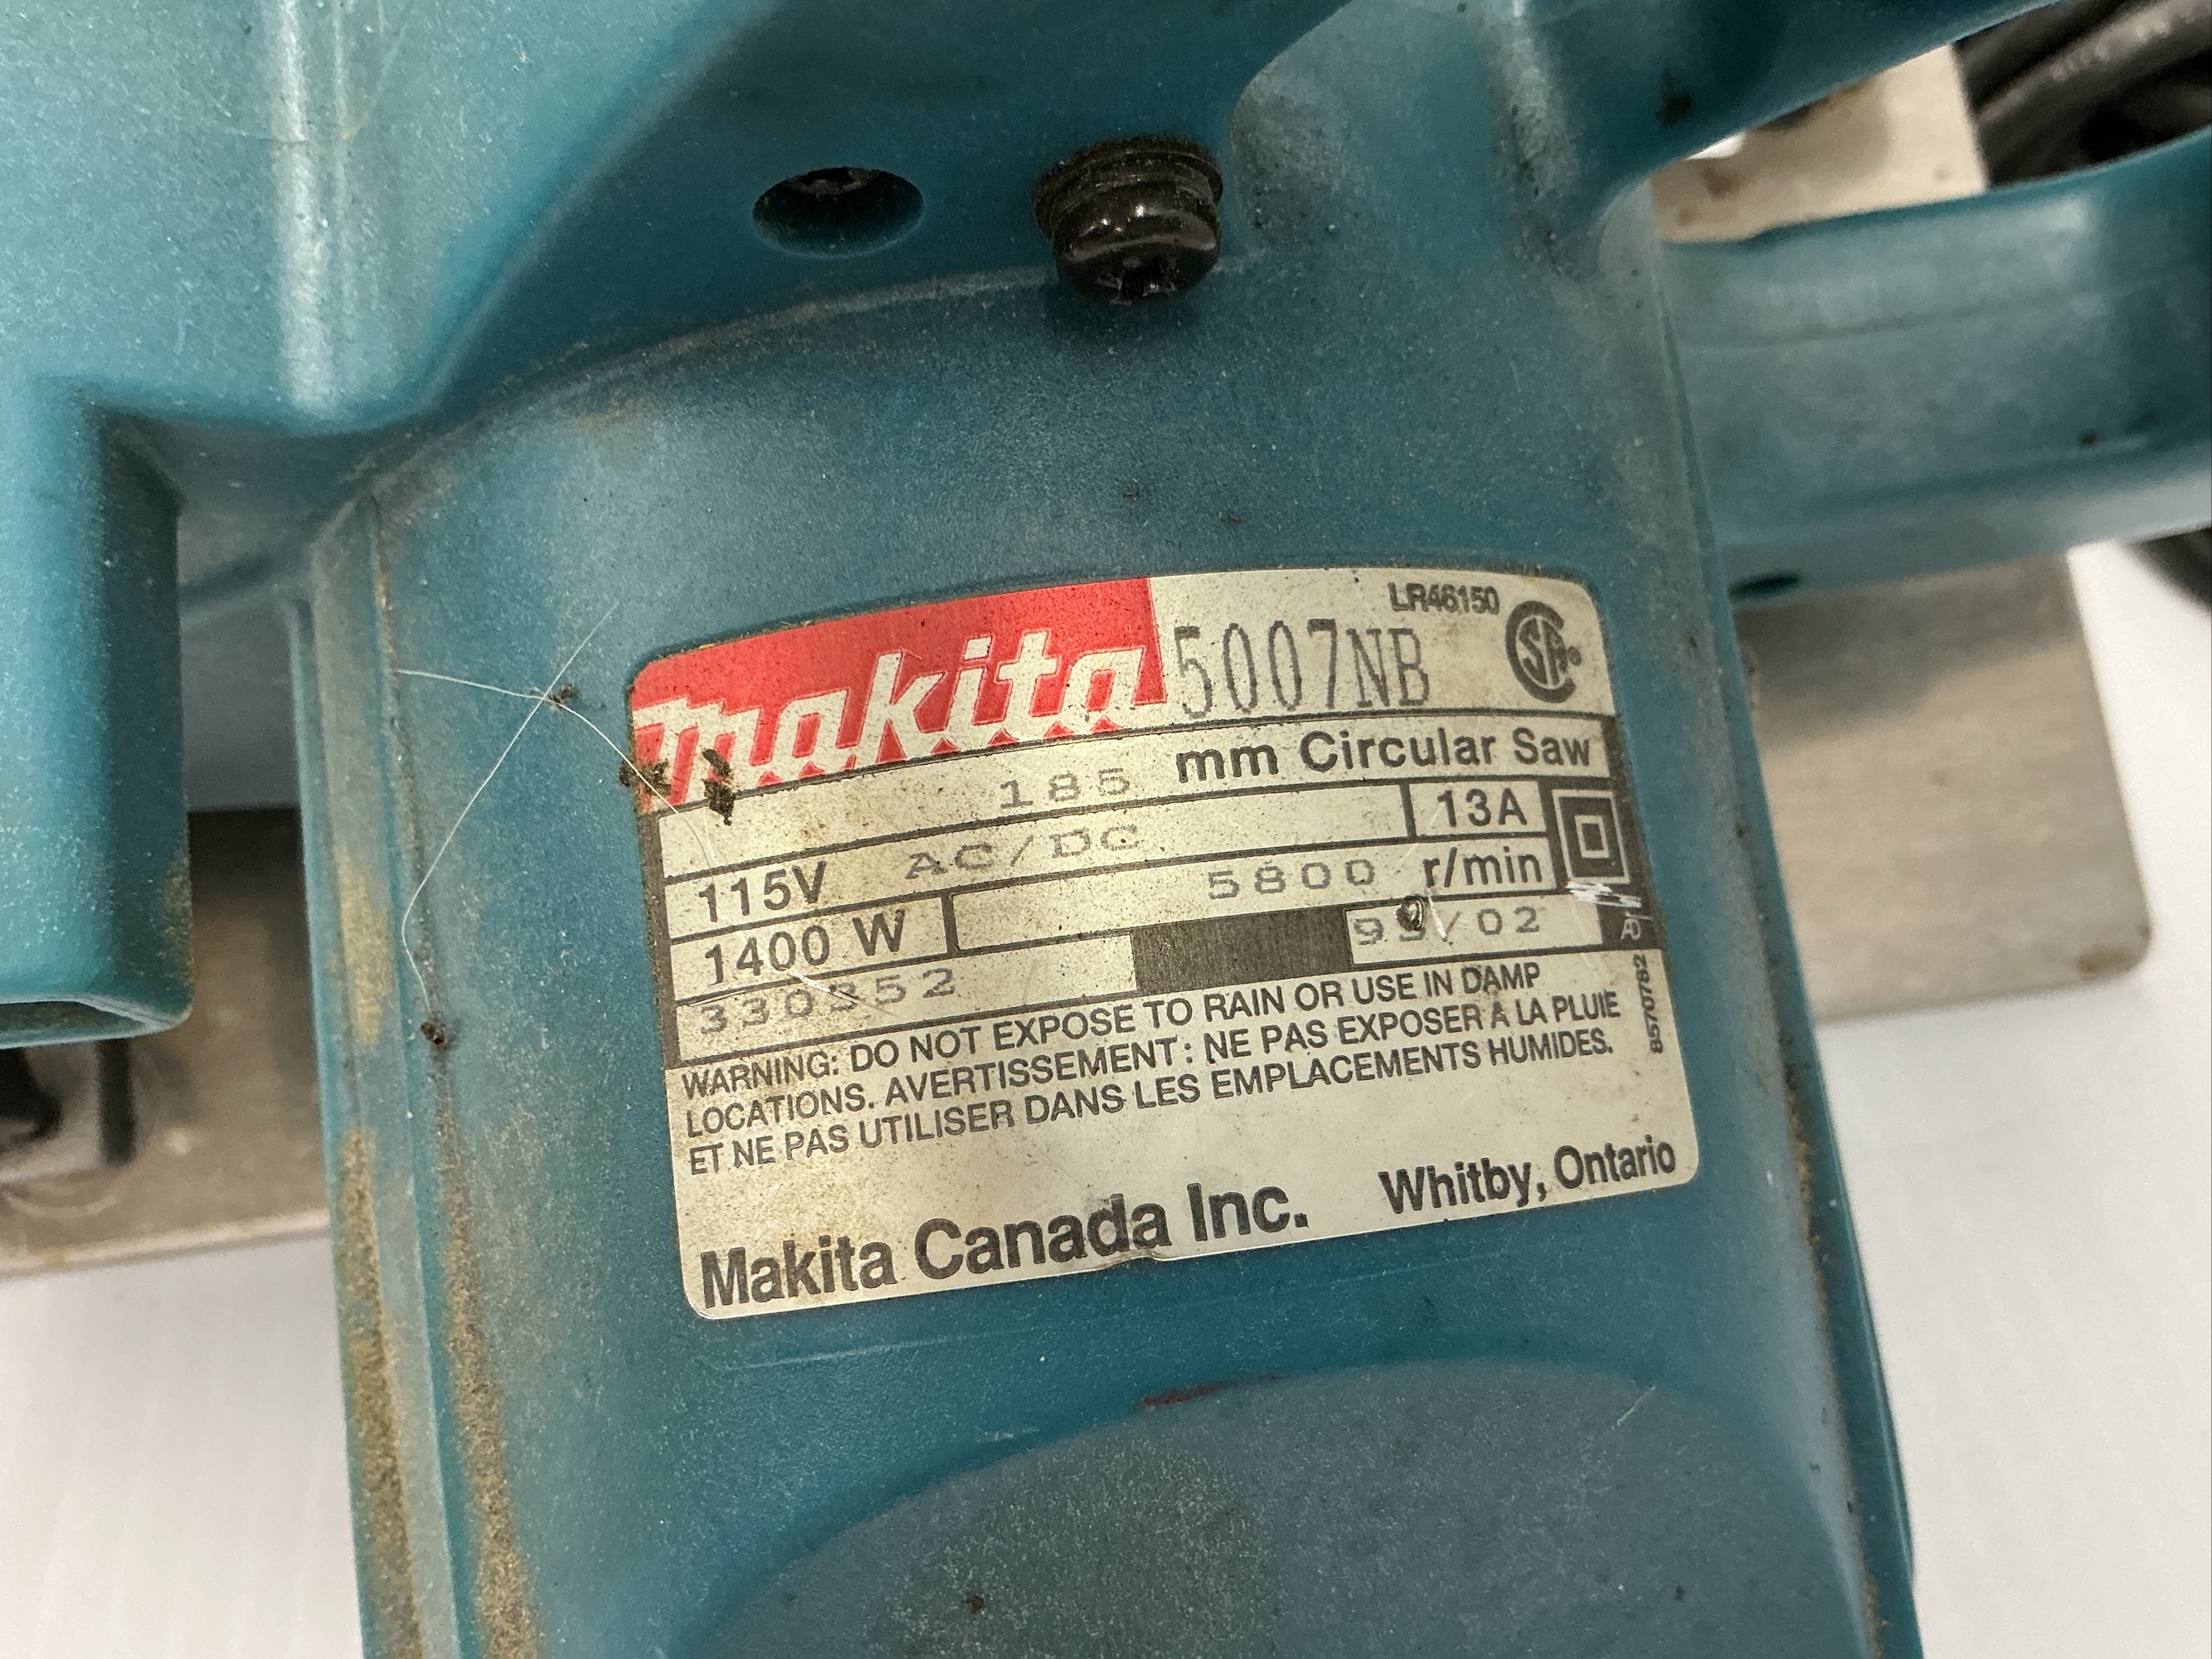 LR46150
makita 5007NB CSA
185 mm Circular Saw
115V AC/DC 13A
1400 W 5800 r/min
330352
WARNING: DO NOT EXPOSE TO RAIN OR USE IN DAMP
LOCATIONS. AVERTISSEMENT: NE PAS EXPOSER À LA PLUIE
ET NE PAS UTILISER DANS LES EMPLACEMENTS HUMIDES.
8570782
Makita Canada Inc. Whitby, Ontario